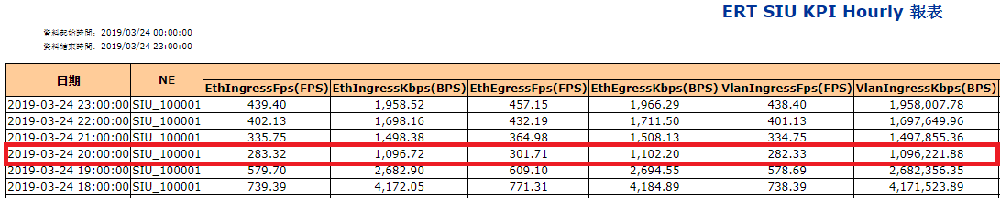 ERT SIU KPI Hourly 報表
資料起始時間: 2019/03/24 00:00:00
資料結束時間: 2019/03/24 23:00:00
日期 NE EthIngressFps(FPS) EthIngressKbps(BPS) EthEgressFps(FPS) EthEgressKbps(BPS) VlanIngressFps(FPS) VlanIngressKbps(BPS)
2019-03-24 23:00:00 SIU_100001 439.40 1,958.52 457.15 1,966.29 438.40 1,958,007.78
2019-03-24 22:00:00 SIU_100001 402.13 1,698.16 432.19 1,711.50 401.13 1,697,649.96
2019-03-24 21:00:00 SIU_100001 335.75 1,498.38 364.98 1,508.13 334.75 1,497,855.36
2019-03-24 20:00:00 SIU_100001 283.32 1,096.72 301.71 1,102.20 282.33 1,096,221.88
2019-03-24 19:00:00 SIU_100001 579.70 2,682.90 609.10 2,694.55 578.69 2,682,356.35
2019-03-24 18:00:00 SIU_100001 739.39 4,172.05 771.31 4,184.89 738.39 4,171,523.89